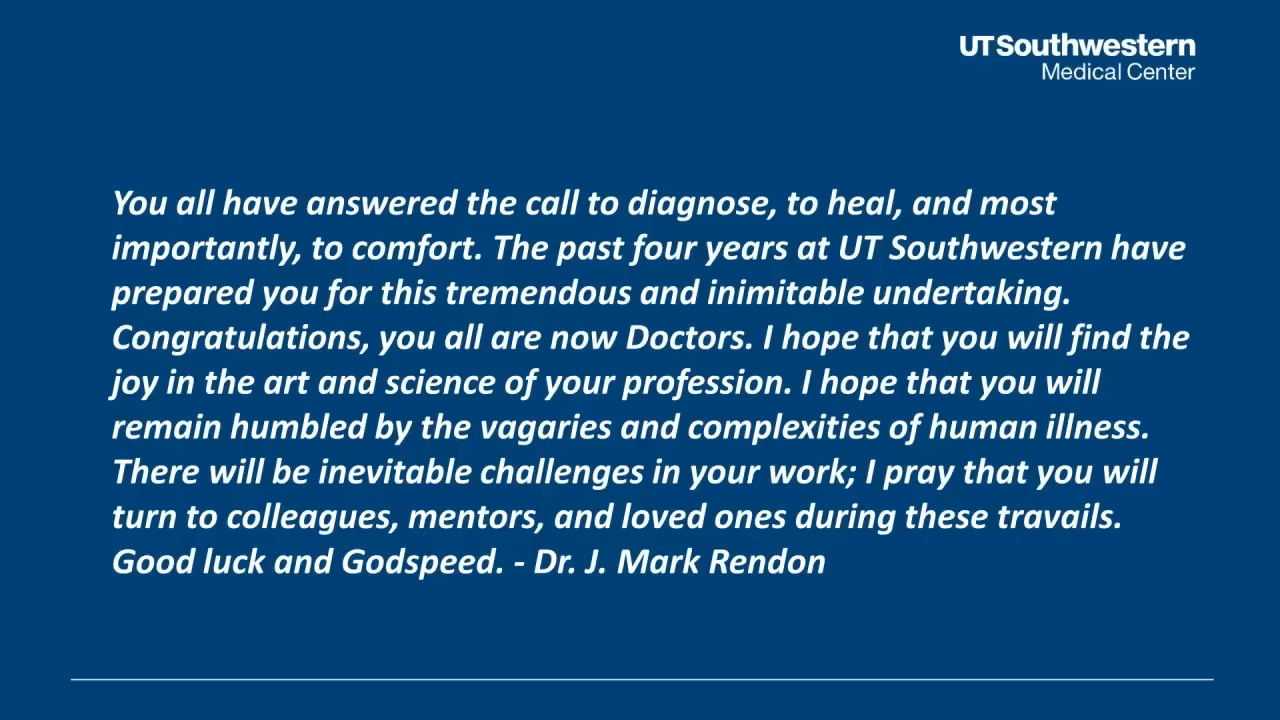 UT Southwestern
Medical Center
You all have answered the call to diagnose, to heal, and most
importantly, to comfort. The past four years at UT Southwestern have
prepared you for this tremendous and inimitable undertaking.
Congratulations, you all are now Doctors. I hope that you will find the
joy in the art and science of your profession. I hope that you will
remain humbled by the vagaries and complexities of human illness.
There will be inevitable challenges in your work; I pray that you will
turn to colleagues, mentors, and loved ones during these travails.
Good luck and Godspeed. - Dr. J. Mark Rendon